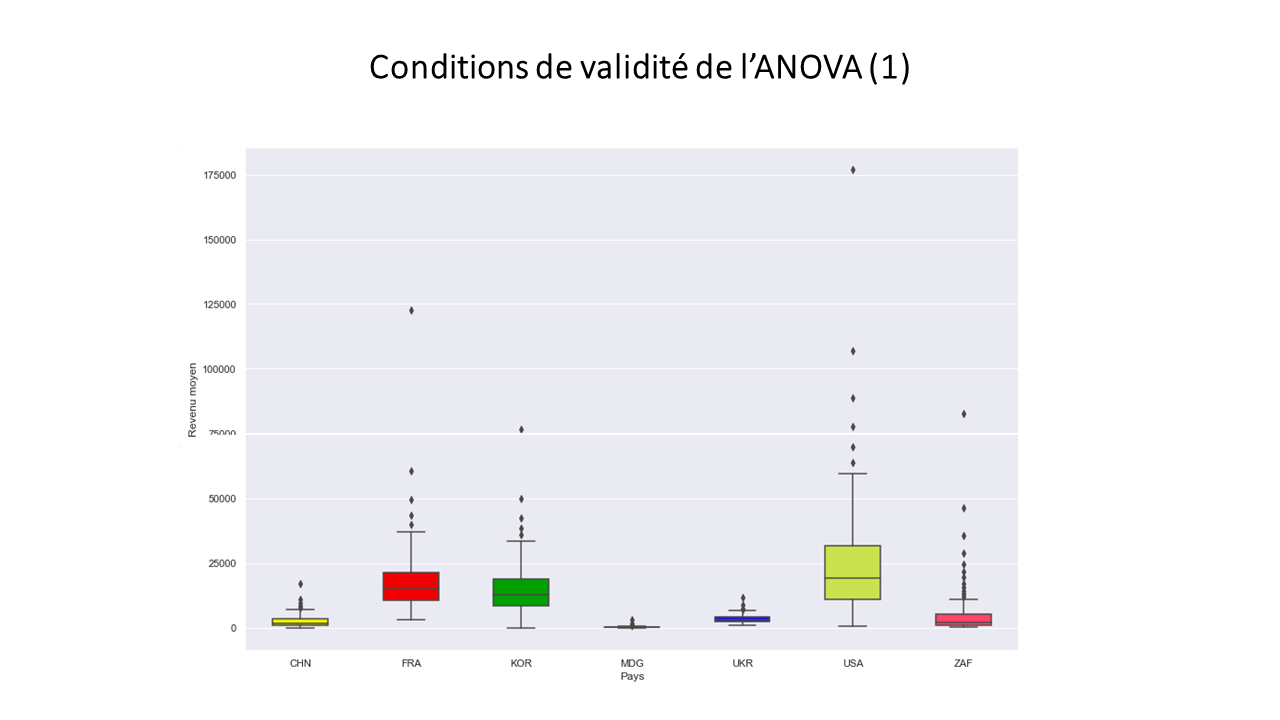 Conditions de validité de l'ANOVA (1)
175000
150000
125000
100000
75000
50000
25000
0
Revenu moyen
CHN FRA KOR MDG UKR USA ZAF
Pays